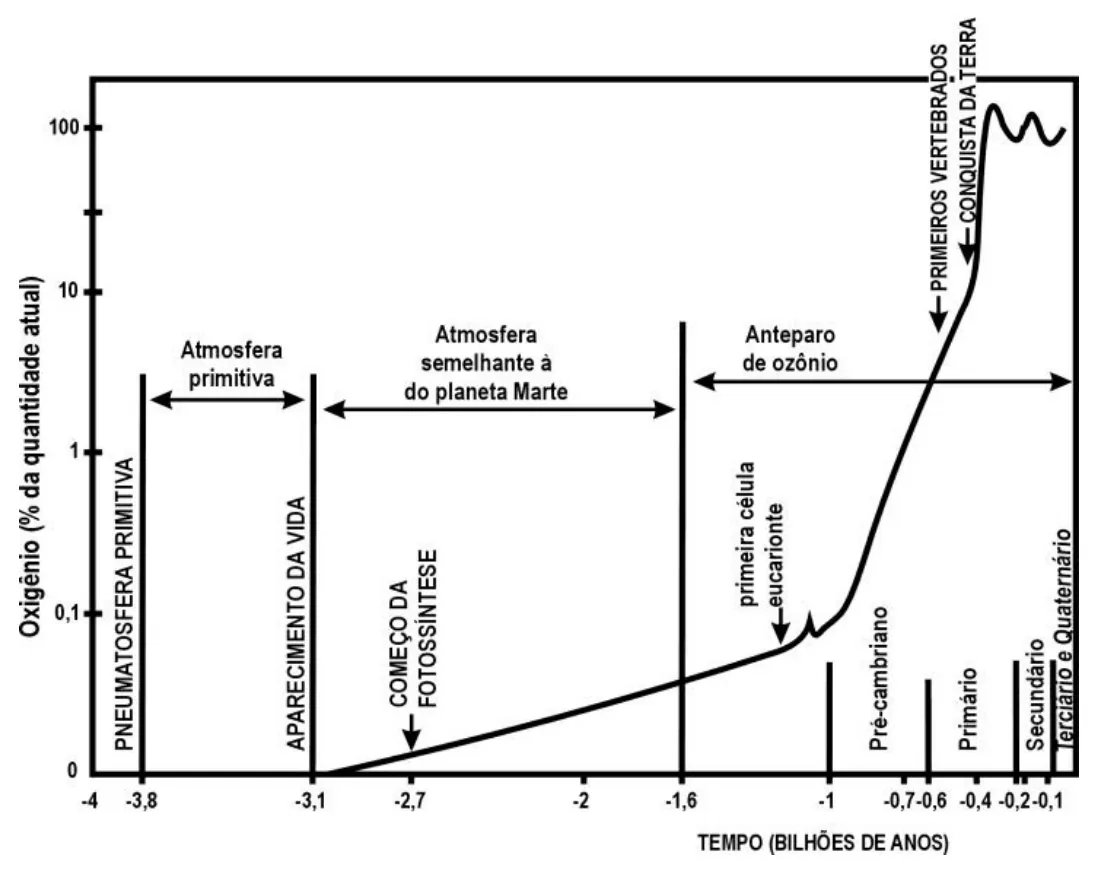 Oxigênio (% da quantidade atual)
100
10
1
0,1
0
PNEUMATOSFERA PRIMITIVA
Atmosfera
primitiva
APARECIMENTO DA VIDA
Atmosfera
semelhante à
do planeta Marte
COMEÇO DA
FOTOSSÍNTESE
Anteparo
de ozônio
primeira célula
eucarionte
PRIMEIROS VERTEBRADOS
CONQUISTA DA TERRA
Pré-cambriano
Primário
Secundário
Terciário e Quaternário
-4 -3,8 -3,1 -2,7 -2 -1,6 -1 -0,7 -0,6 -0,4 -0,2 -0,1
TEMPO (BILHÕES DE ANOS)